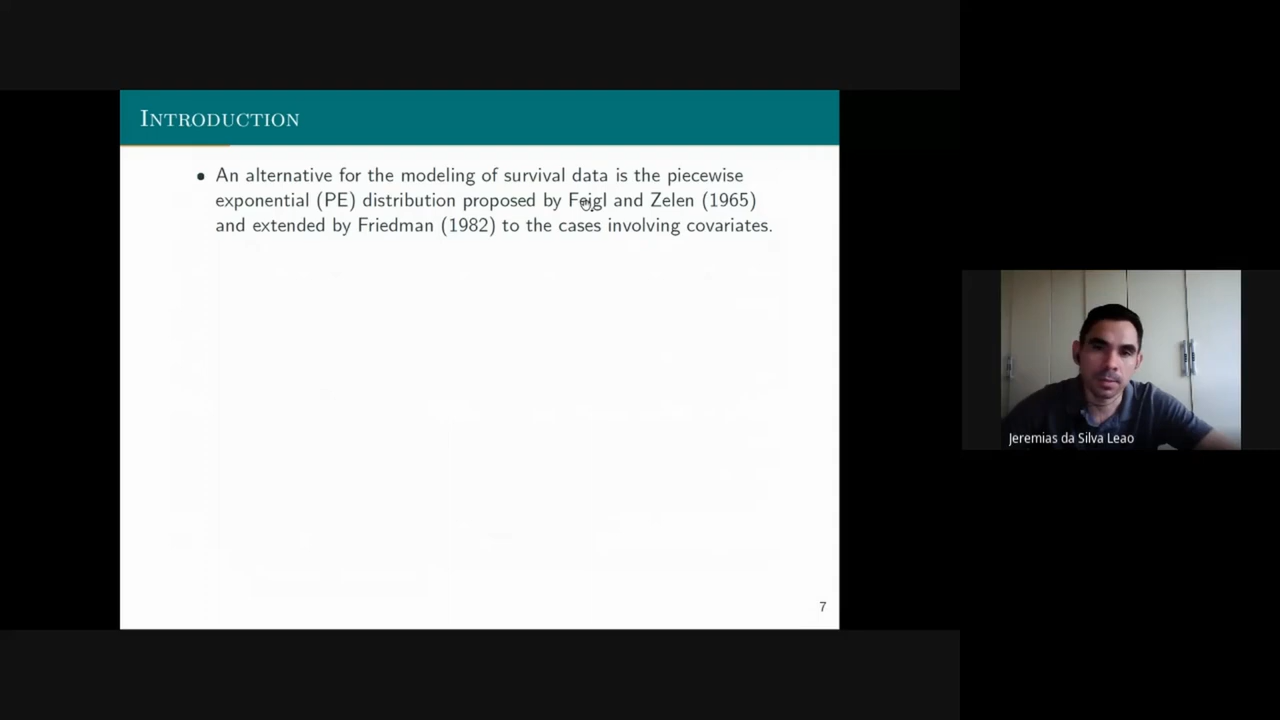 INTRODUCTION
• An alternative for the modeling of survival data is the piecewise
exponential (PE) distribution proposed by Feigl and Zelen (1965)
and extended by Friedman (1982) to the cases involving covariates.
7
Jeremias da Silva Leao